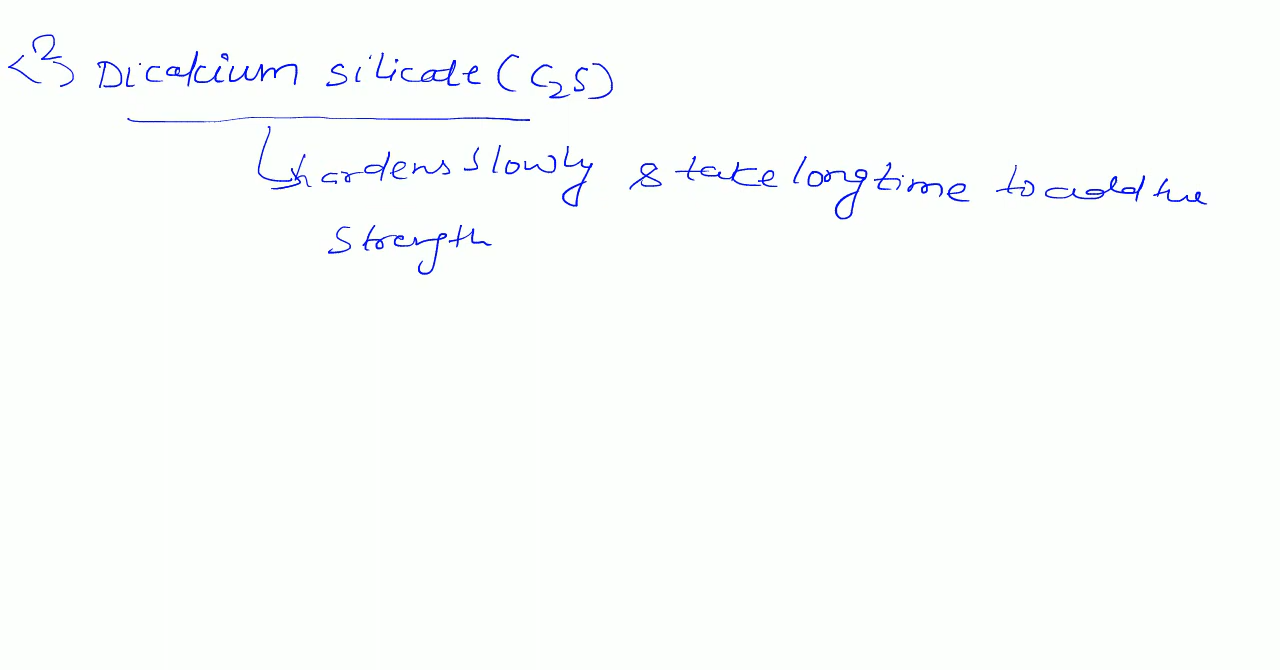 <2> Dicalcium silicate (C2S)
hardens slowly & take long time to add the
strength